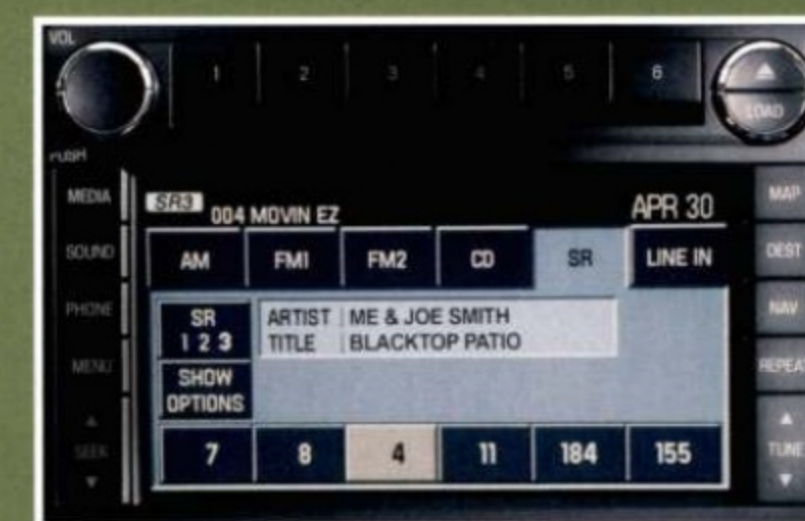 VOL
1 2 3 4 5 6
LOAD
PUSH
MEDIA
SR3 004 MOVIN EZ APR 30
MAP
SOUND
AM FM1 FM2 CD SR LINE IN
DEST
PHONE
SR
1 2 3
ARTIST ME & JOE SMITH
TITLE BLACKTOP PATIO
NAV
MENU
SHOW
OPTIONS
REPEAT
SEEK
7 8 4 11 184 155
TUNE